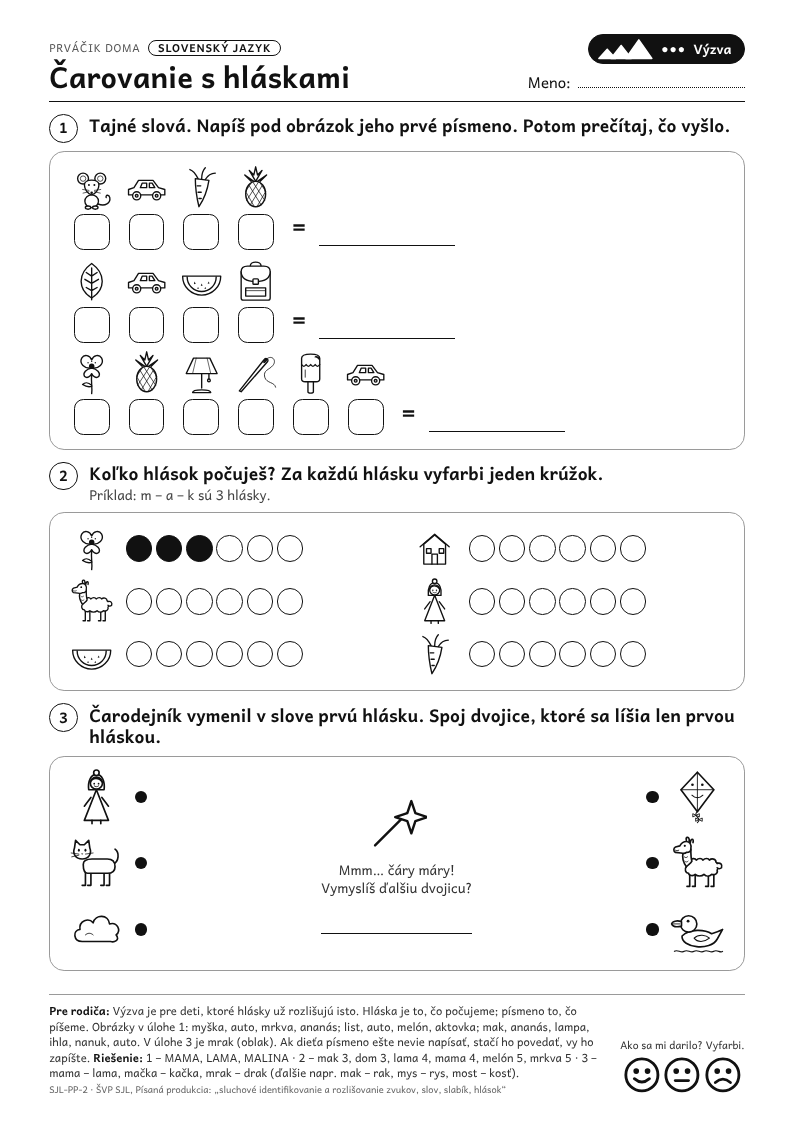 PRVÁČIK DOMA SLOVENSKÝ JAZYK
••• Výzva
Čarovanie s hláskami
Meno:
1 Tajné slová. Napíš pod obrázok jeho prvé písmeno. Potom prečítaj, čo vyšlo.
=
=
=
2 Koľko hlások počuješ? Za každú hlásku vyfarbi jeden krúžok.
Príklad: m – a – k sú 3 hlásky.
3 Čarodejník vymenil v slove prvú hlásku. Spoj dvojice, ktoré sa líšia len prvou
hláskou.
Mmm... čáry máry!
Vymyslíš ďalšiu dvojicu?
Pre rodiča: Výzva je pre deti, ktoré hlásky už rozlišujú isto. Hláska je to, čo počujeme; písmeno to, čo
píšeme. Obrázky v úlohe 1: myška, auto, mrkva, ananás; list, auto, melón, aktovka; mak, ananás, lampa,
ihla, nanuk, auto. V úlohe 3 je mrak (oblak). Ak dieťa písmeno ešte nevie napísať, stačí ho povedať, vy ho
zapíšte. Riešenie: 1 – MAMA, LAMA, MALINA · 2 – mak 3, dom 3, lama 4, mama 4, melón 5, mrkva 5 · 3 –
mama – lama, mačka – kačka, mrak – drak (ďalšie napr. mak – rak, mys – rys, most – kosť).
SJL-PP-2 · ŠVP SJL, Písaná produkcia: „sluchové identifikovanie a rozlišovanie zvukov, slov, slabík, hlások“
Ako sa mi darilo? Vyfarbi.